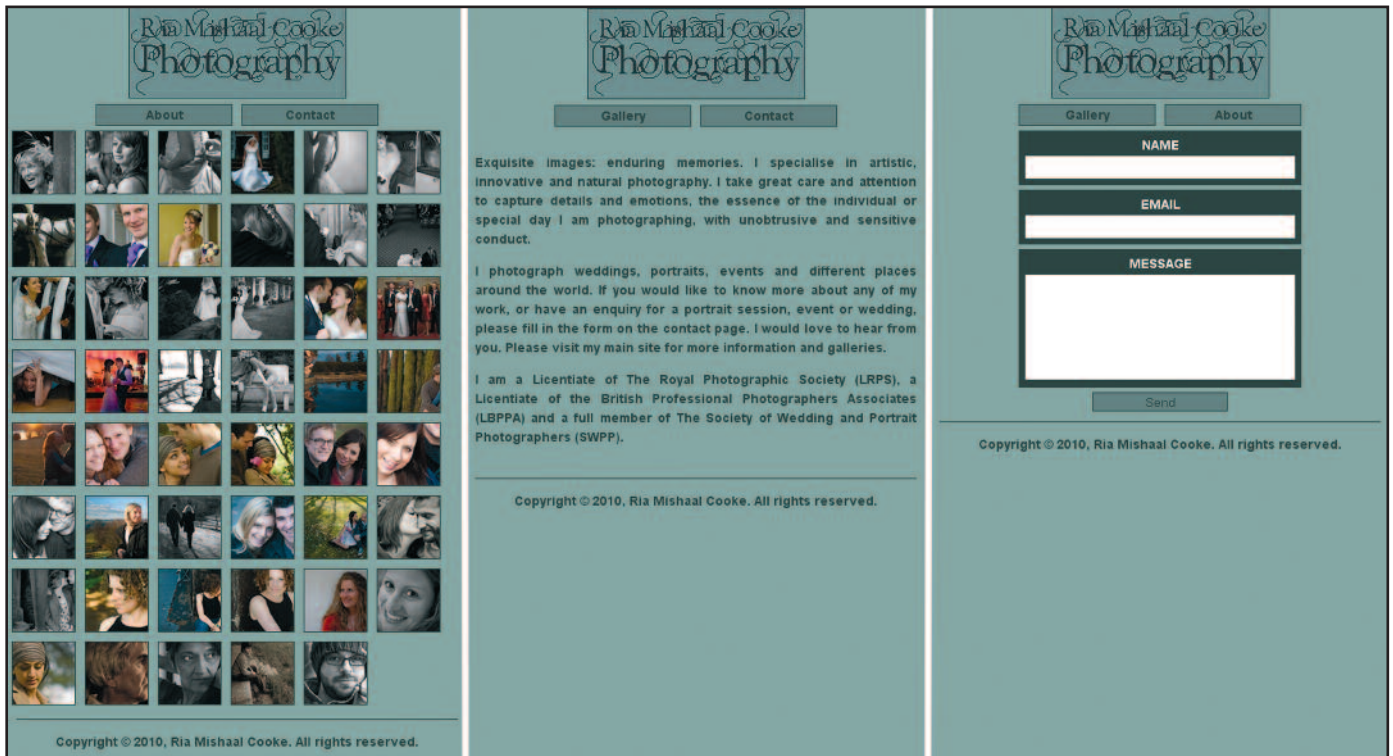 Ria Mishaal Cooke
Photography
About Contact
Copyright © 2010, Ria Mishaal Cooke. All rights reserved.
Ria Mishaal Cooke
Photography
Gallery Contact
Exquisite images: enduring memories. I specialise in artistic,
innovative and natural photography. I take great care and attention
to capture details and emotions, the essence of the individual or
special day I am photographing, with unobtrusive and sensitive
conduct.
I photograph weddings, portraits, events and different places
around the world. If you would like to know more about any of my
work, or have an enquiry for a portrait session, event or wedding,
please fill in the form on the contact page. I would love to hear from
you. Please visit my main site for more information and galleries.
I am a Licentiate of The Royal Photographic Society (LRPS), a
Licentiate of the British Professional Photographers Associates
(LBPPA) and a full member of The Society of Wedding and Portrait
Photographers (SWPP).
Copyright © 2010, Ria Mishaal Cooke. All rights reserved.
Ria Mishaal Cooke
Photography
Gallery About
NAME
EMAIL
MESSAGE
Send
Copyright © 2010, Ria Mishaal Cooke. All rights reserved.